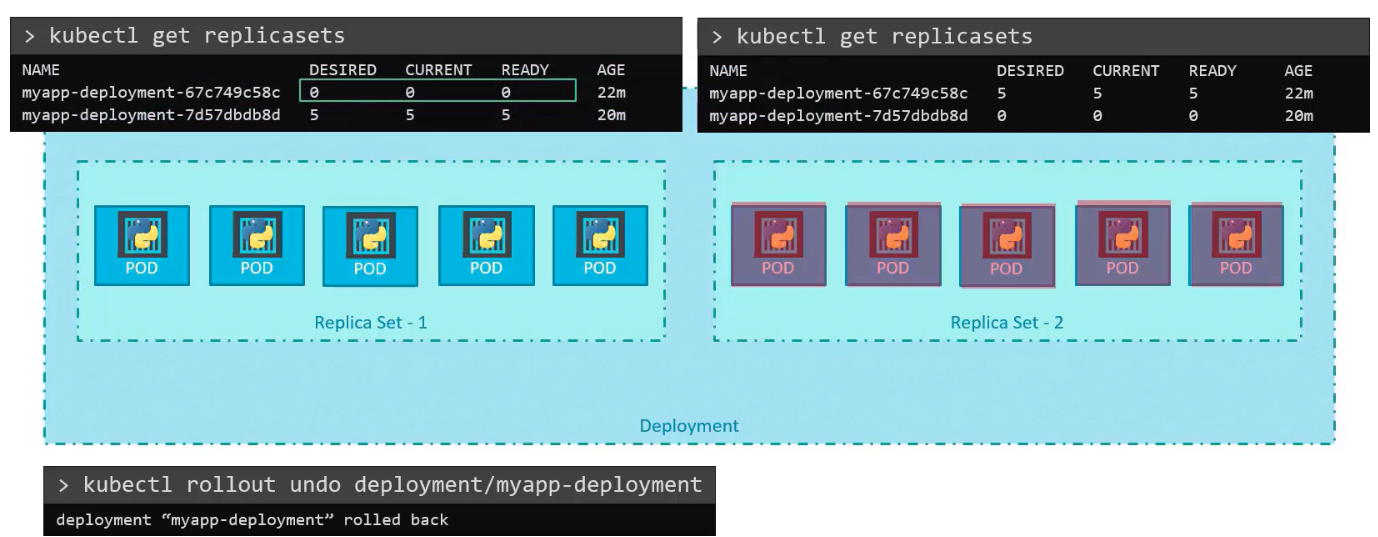 > kubectl get replicasets
NAME DESIRED CURRENT READY AGE
myapp-deployment-67c749c58c 0 0 0 22m
myapp-deployment-7d57dbdb8d 5 5 5 20m
> kubectl get replicasets
NAME DESIRED CURRENT READY AGE
myapp-deployment-67c749c58c 5 5 5 22m
myapp-deployment-7d57dbdb8d 0 0 0 20m
POD POD POD POD POD
Replica Set - 1
POD POD POD POD POD
Replica Set - 2
Deployment
> kubectl rollout undo deployment/myapp-deployment
deployment “myapp-deployment” rolled back